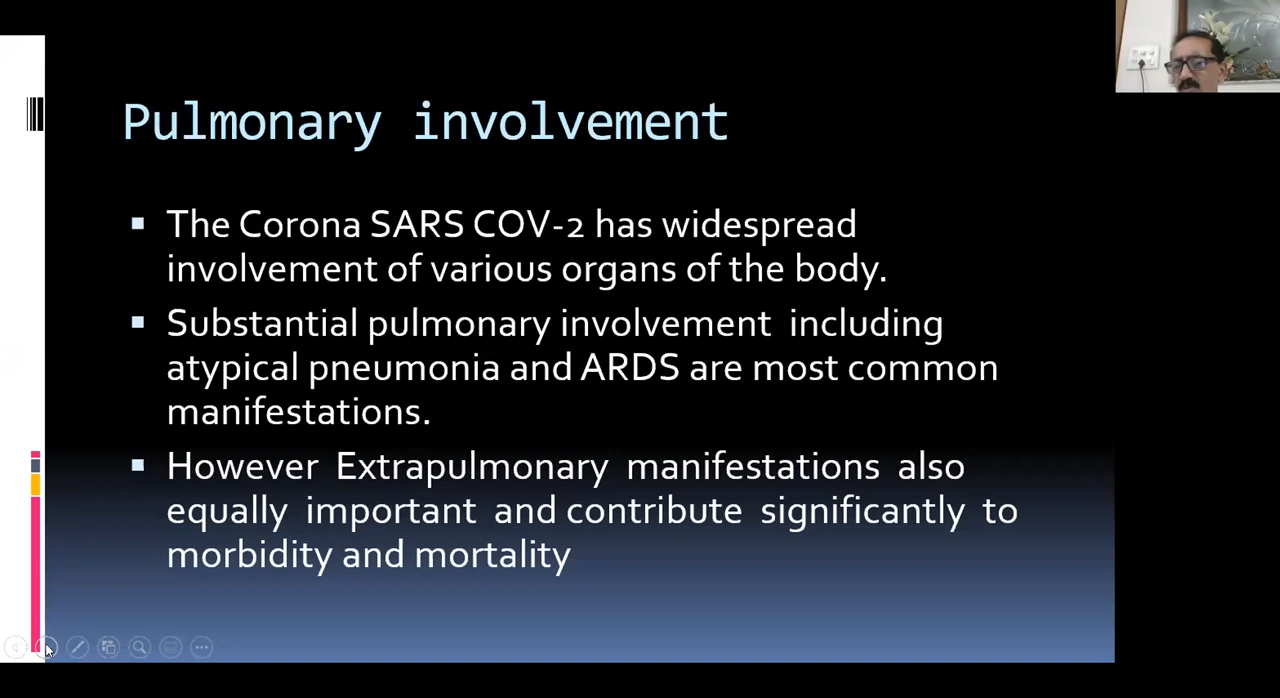 Pulmonary involvement
The Corona SARS COV-2 has widespread
involvement of various organs of the body.
Substantial pulmonary involvement including
atypical pneumonia and ARDS are most common
manifestations.
However Extrapulmonary manifestations also
equally important and contribute significantly to
morbidity and mortality